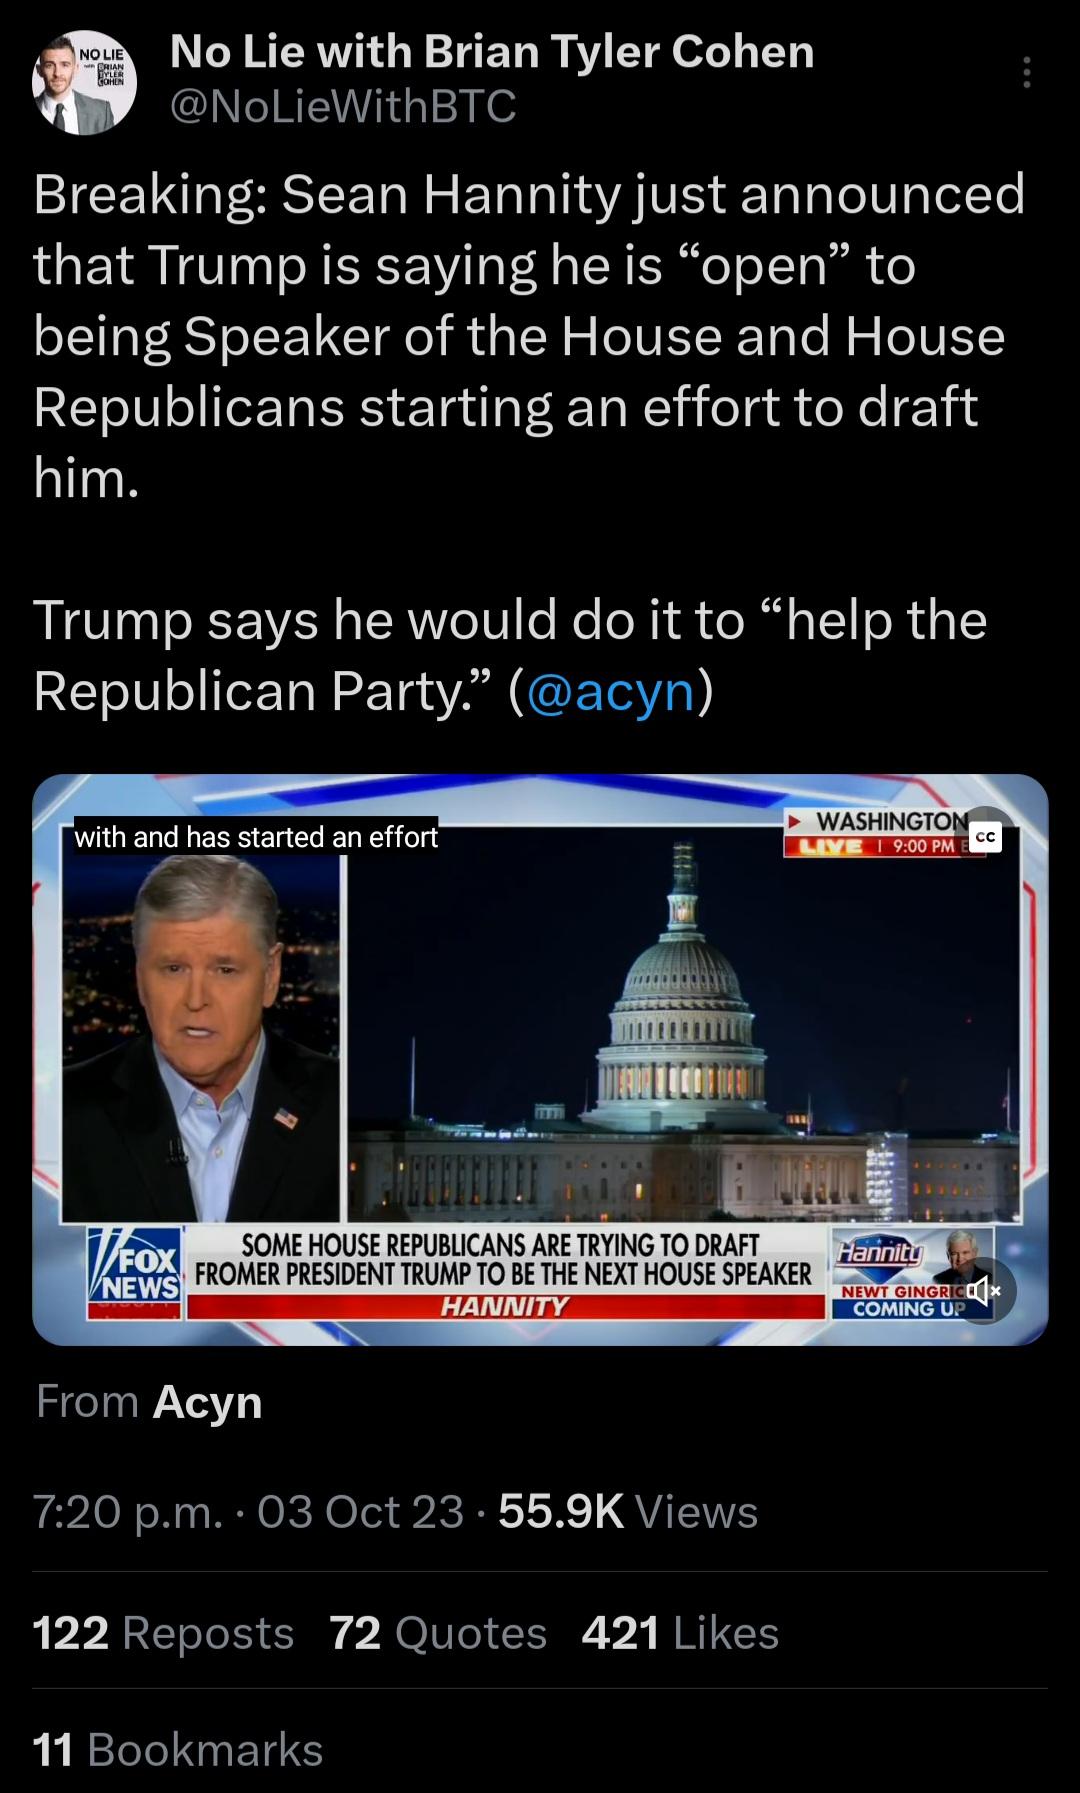 NO LIE
with BRIAN
TYLER
COHEN
No Lie with Brian Tyler Cohen
@NoLieWithBTC
Breaking: Sean Hannity just announced
that Trump is saying he is “open” to
being Speaker of the House and House
Republicans starting an effort to draft
him.
Trump says he would do it to “help the
Republican Party.” (@acyn)
with and has started an effort
WASHINGTON
LIVE | 9:00 PM E
CC
FOX
NEWS
SOME HOUSE REPUBLICANS ARE TRYING TO DRAFT
FROMER PRESIDENT TRUMP TO BE THE NEXT HOUSE SPEAKER
HANNITY
Hannity
NEWT GINGRIC
COMING UP
From Acyn
7:20 p.m. · 03 Oct 23 · 55.9K Views
122 Reposts 72 Quotes 421 Likes
11 Bookmarks